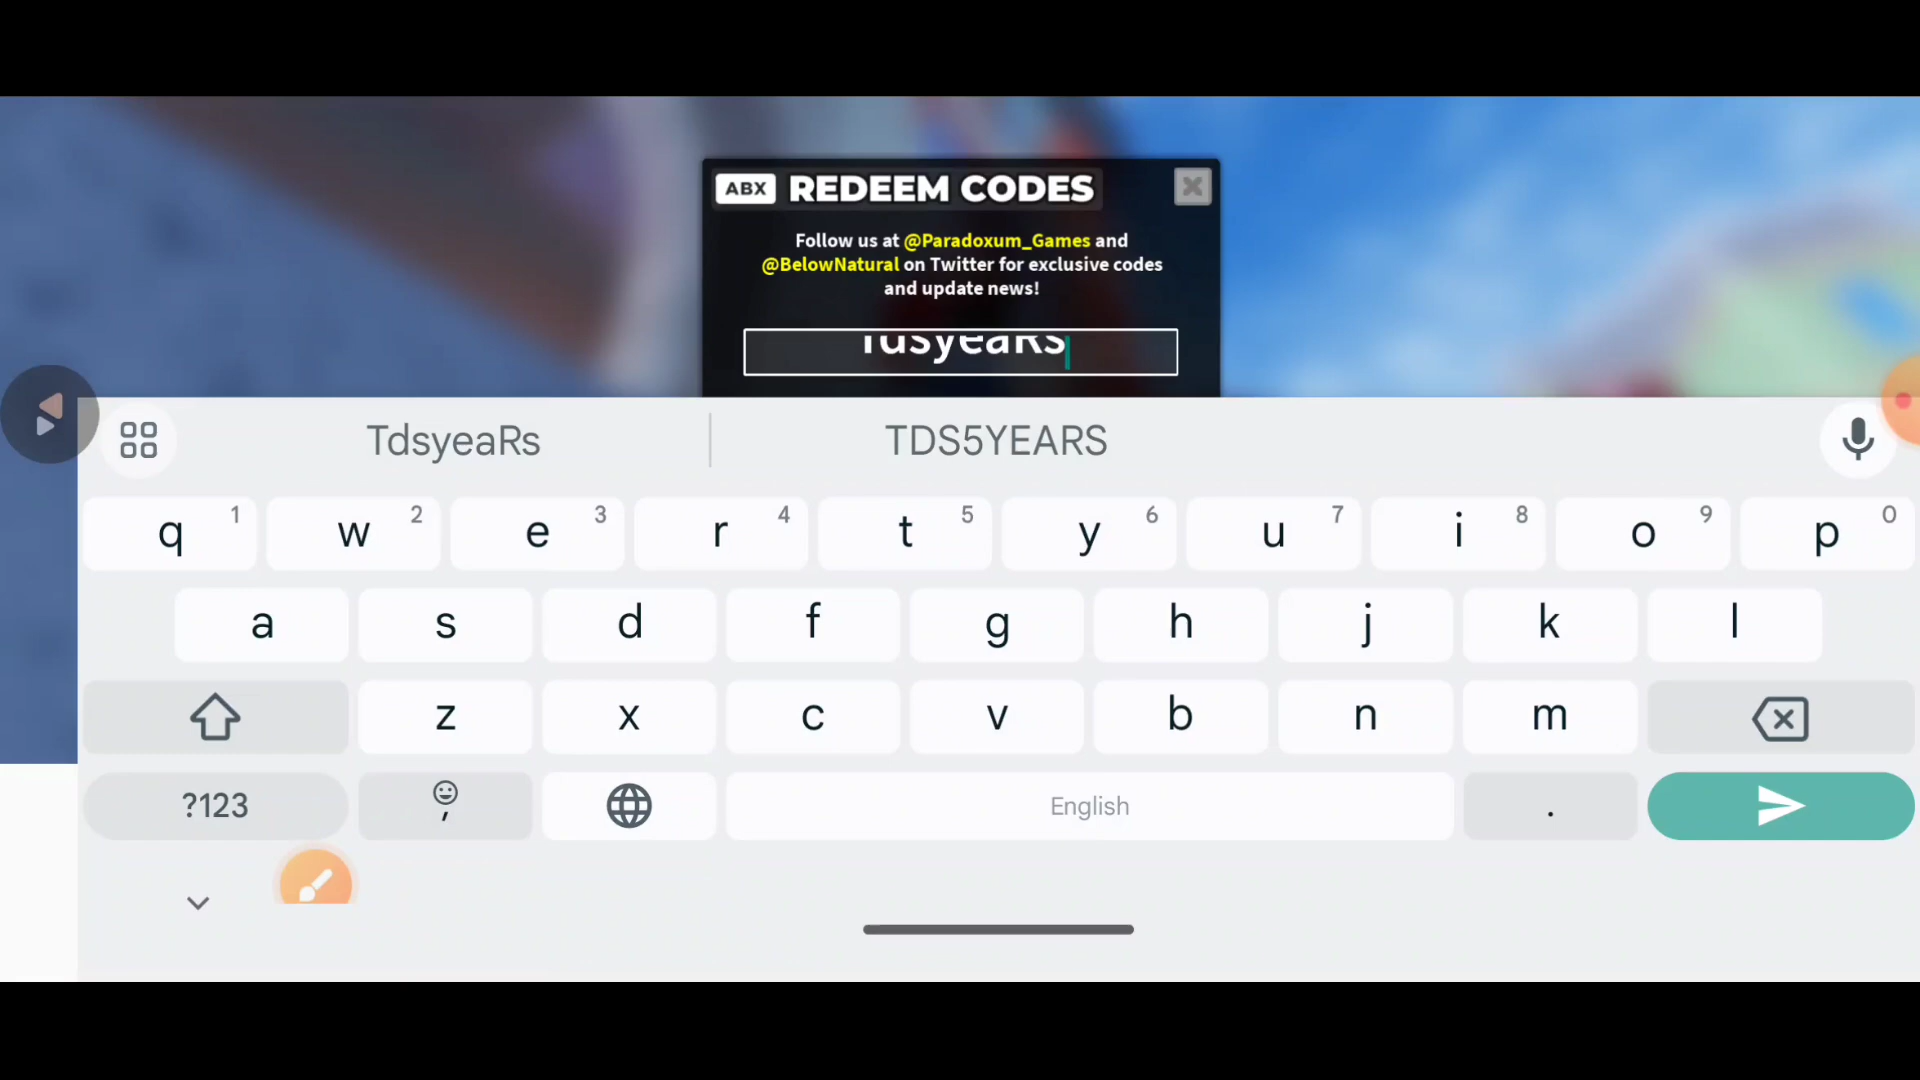 ABX REDEEM CODES
Follow us at @Paradoxum_Games and
@BelowNatural on Twitter for exclusive codes
and update news!
TdsyeaRs
TdsyeaRs TDS5YEARS
q 1 w 2 e 3 r 4 t 5 y 6 u 7 i 8 o 9 p 0
a s d f g h j k l
z x c v b n m
?123 , English .